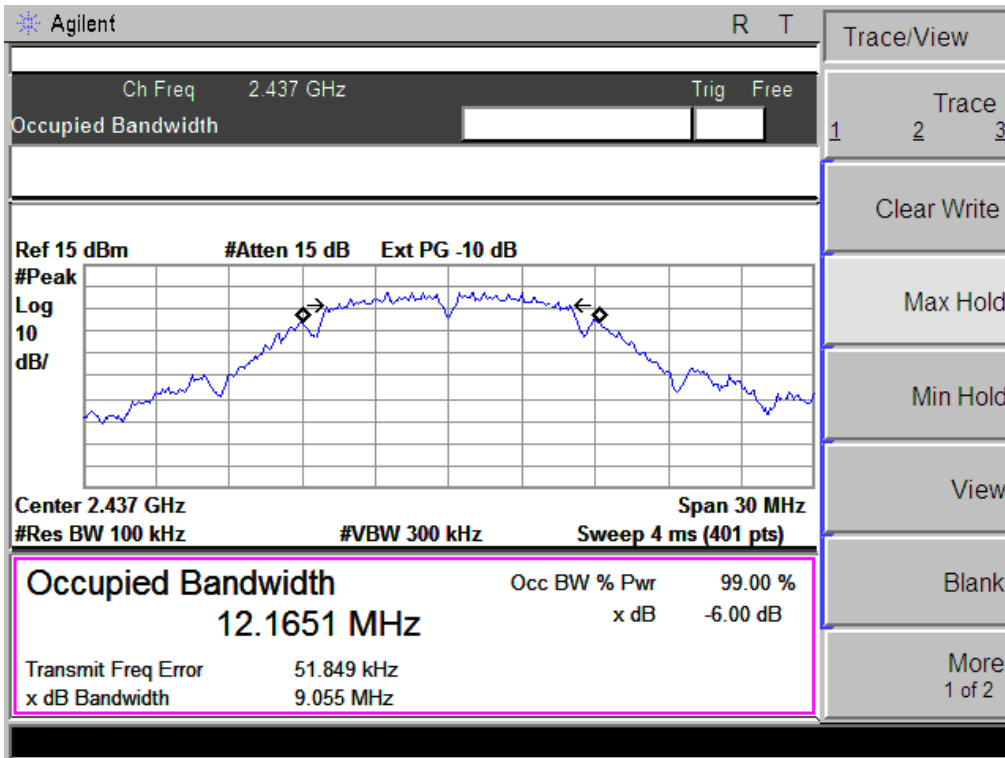 Agilent R T
Trace/View
Ch Freq 2.437 GHz Trig Free
Occupied Bandwidth
Trace
1 2 3
Clear Write
Max Hold
Min Hold
View
Blank
More
1 of 2
Ref 15 dBm #Atten 15 dB Ext PG -10 dB
#Peak
Log
10
dB/
Center 2.437 GHz Span 30 MHz
#Res BW 100 kHz #VBW 300 kHz Sweep 4 ms (401 pts)
Occupied Bandwidth Occ BW % Pwr 99.00 %
12.1651 MHz x dB -6.00 dB
Transmit Freq Error 51.849 kHz
x dB Bandwidth 9.055 MHz